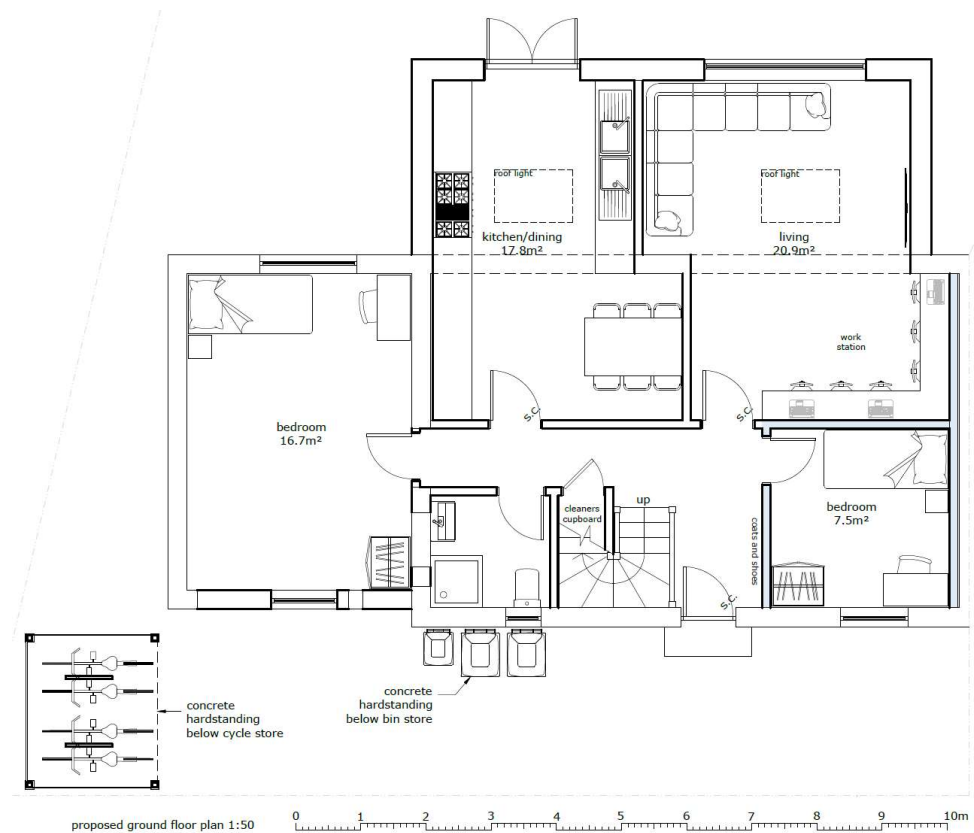 roof light
roof light
kitchen/dining
17.8m²
living
20.9m²
work
station
s.c.
s.c.
bedroom
16.7m²
cleaners
cupboard
up
bedroom
7.5m²
coats and shoes
s.c.
concrete
hardstanding
below bin store
concrete
hardstanding
below cycle store
proposed ground floor plan 1:50
0 1 2 3 4 5 6 7 8 9 10m